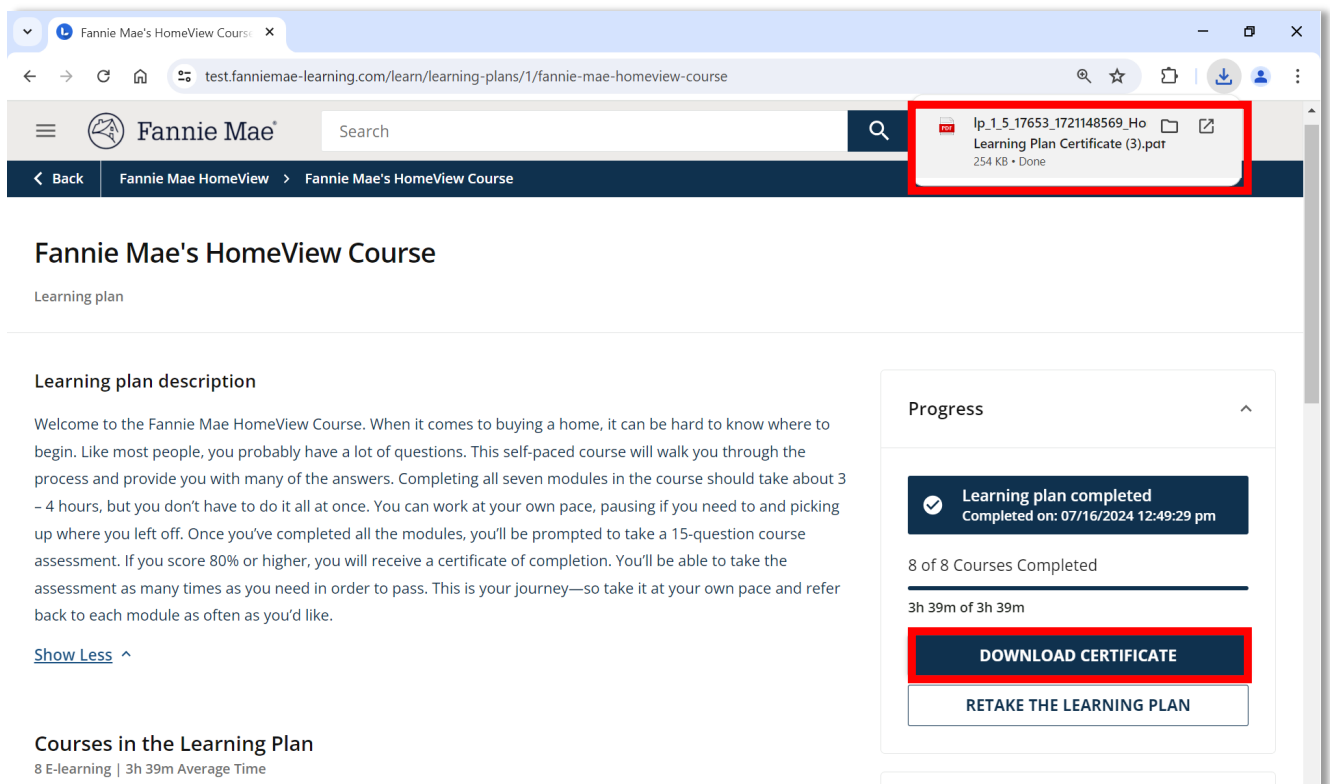 Fannie Mae's HomeView Course
test.fanniemae-learning.com/learn/learning-plans/1/fannie-mae-homeview-course
Fannie Mae
Search
PDF
lp_1_5_17653_1721148569_Ho
Learning Plan Certificate (3).pdf
254 KB • Done
Back
Fannie Mae HomeView > Fannie Mae's HomeView Course
Fannie Mae's HomeView Course
Learning plan
Learning plan description
Welcome to the Fannie Mae HomeView Course. When it comes to buying a home, it can be hard to know where to
begin. Like most people, you probably have a lot of questions. This self-paced course will walk you through the
process and provide you with many of the answers. Completing all seven modules in the course should take about 3
– 4 hours, but you don’t have to do it all at once. You can work at your own pace, pausing if you need to and picking
up where you left off. Once you’ve completed all the modules, you’ll be prompted to take a 15-question course
assessment. If you score 80% or higher, you will receive a certificate of completion. You’ll be able to take the
assessment as many times as you need in order to pass. This is your journey—so take it at your own pace and refer
back to each module as often as you’d like.
Show Less
Progress
Learning plan completed
Completed on: 07/16/2024 12:49:29 pm
8 of 8 Courses Completed
3h 39m of 3h 39m
DOWNLOAD CERTIFICATE
RETAKE THE LEARNING PLAN
Courses in the Learning Plan
8 E-learning | 3h 39m Average Time